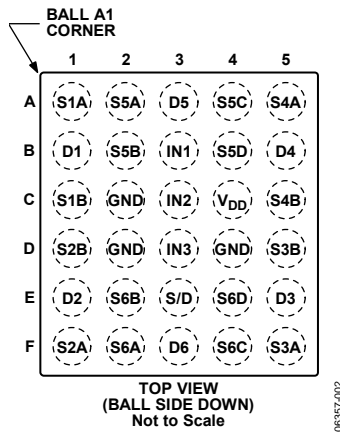 BALL A1
CORNER
1 2 3 4 5
A S1A S5A D5 S5C S4A
B D1 S5B IN1 S5D D4
C S1B GND IN2 VDD S4B
D S2B GND IN3 GND S3B
E D2 S6B S/D S6D D3
F S2A S6A D6 S6C S3A
TOP VIEW
(BALL SIDE DOWN)
Not to Scale
06357-002